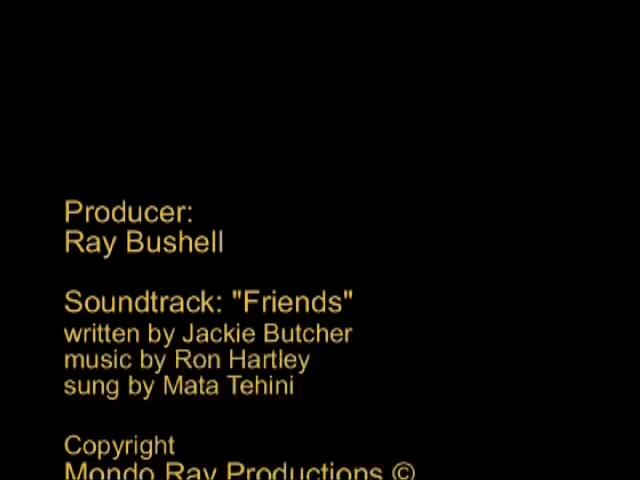 Producer:
Ray Bushell
Soundtrack: "Friends"
written by Jackie Butcher
music by Ron Hartley
sung by Mata Tehini
Copyright
Mondo Ray Productions ©